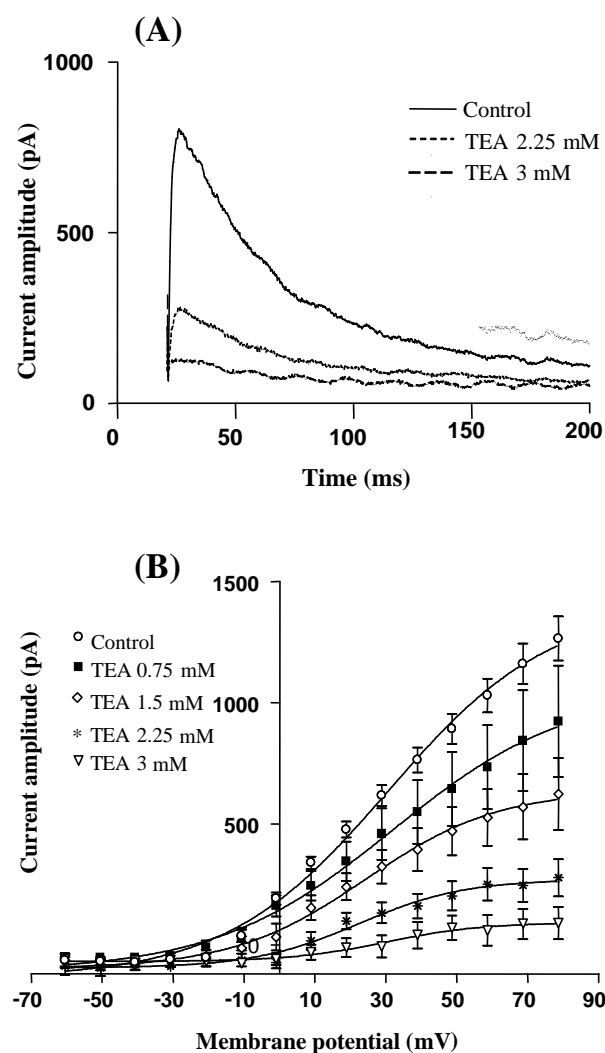 (A)
1000
500
0
Current amplitude (pA)
Control
TEA 2.25 mM
TEA 3 mM
0 50 100 150 200
Time (ms)
(B)
1500
1000
500
0
Current amplitude (pA)
Control
TEA 0.75 mM
TEA 1.5 mM
TEA 2.25 mM
TEA 3 mM
-70 -50 -30 -10 10 30 50 70 90
Membrane potential (mV)